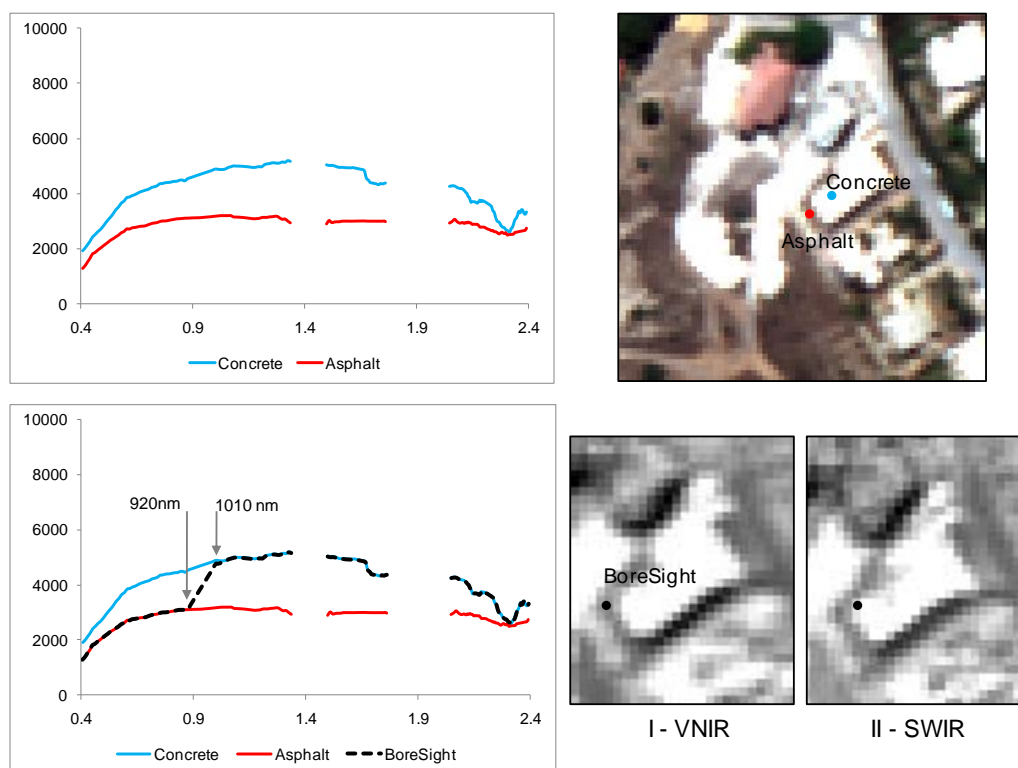 10000
8000
6000
4000
2000
0
0.4 0.9 1.4 1.9 2.4
Concrete Asphalt
Concrete
Asphalt
10000
8000
6000
4000
2000
0
920nm
1010 nm
0.4 0.9 1.4 1.9 2.4
Concrete Asphalt BoreSight
BoreSight
I - VNIR II - SWIR